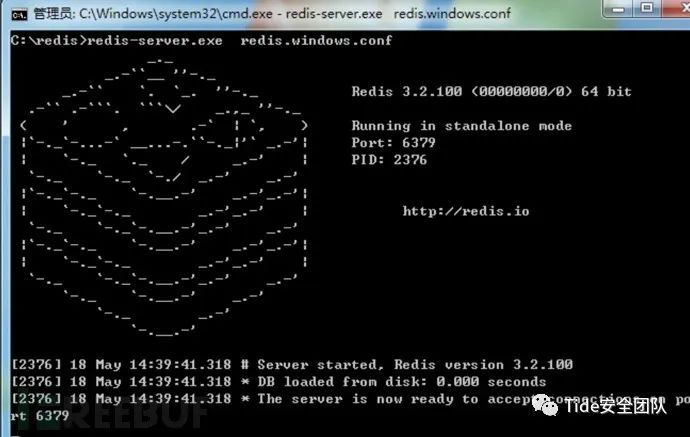 管理员: C:\Windows\system32\cmd.exe - redis-server.exe redis.windows.conf
C:\redis>redis-server.exe redis.windows.conf
Redis 3.2.100 (00000000/0) 64 bit
Running in standalone mode
Port: 6379
PID: 2376
http://redis.io
[2376] 18 May 14:39:41.318 # Server started, Redis version 3.2.100
[2376] 18 May 14:39:41.318 * DB loaded from disk: 0.000 seconds
[2376] 18 May 14:39:41.318 * The server is now ready to accept connections on po
rt 6379
REEBUF
Tide安全团队